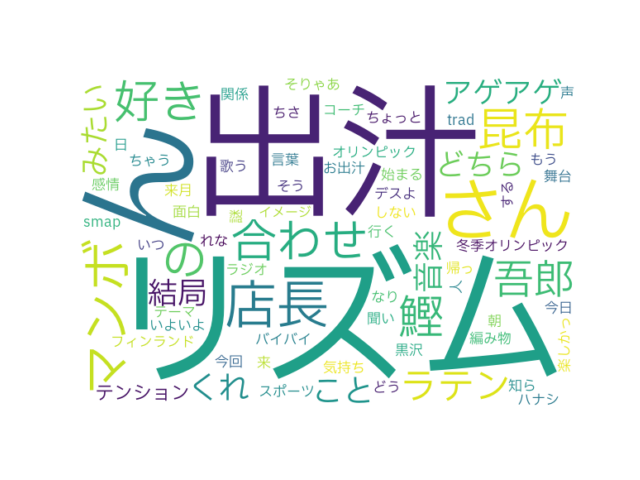 出汁
リズム
ん
さん
合わせ
店長
好き
昆布
吾郎
の
鰹
音楽
マンボ
みたい
アゲアゲ
どちら
ラテン
こと
くれ
結局
テンション
関係
そりゃあ
ちさ
コーチ
ちょっと
声
trad
日
ちゃう
歌う
言葉
オリンピック
お出汁
もう
舞台
感情
来月
そう
始まる
デスよ
する
面白
イメージ
しない
smap
いつ
れな
行く
冬季オリンピック
ラジオ
帰っ
テーマ
なり
いよいよ
今日
フィンランド
バイバイ
聞い
朝
黒沢
編み物
楽しかっ
今回
来
気持ち
スポーツ
どう
知ら
ハナシ